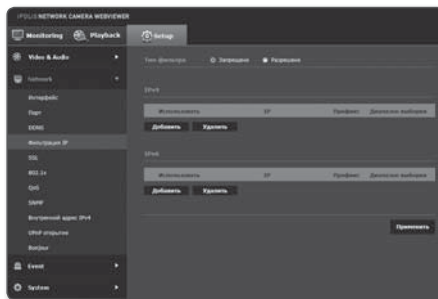 iPOLiS NETWORK CAMERA WEBVIEWER
Monitoring Playback Setup
Video & Audio
Network
Интерфейс
Порт
DDNS
Фильтрация IP
SSL
802.1x
QoS
SNMP
Внутренний адрес IPv4
UPnP открытие
Bonjour
Event
System
Тип фильтра Запрещено Разрешено
IPv4
Использовать IP Префикс Диапазон выборки
Добавить Удалить
IPv6
Использовать IP Префикс Диапазон выборки
Добавить Удалить
Применить